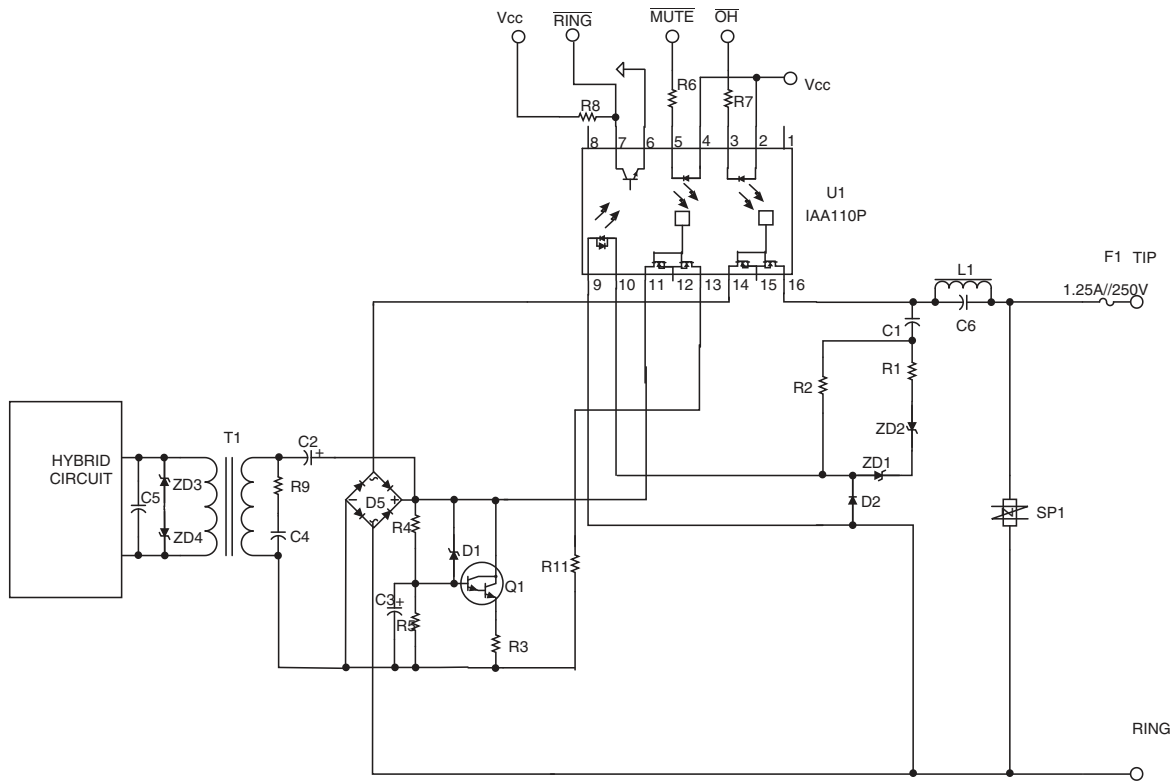 Vcc
RING
MUTE
OH
R6
R7
Vcc
R8
8 7 6 5 4 3 2 1
U1
IAA110P
9 10 11 12 13 14 15 16
F1 TIP
L1
1.25A//250V
C6
C1
R1
R2
ZD2
T1
C2
+
HYBRID
CIRCUIT
ZD3
C5
R9
ZD4
C4
− D5 +
R4
ZD1
D2
SP1
D1
R11
Q1
C3
+
R5
R3
RING